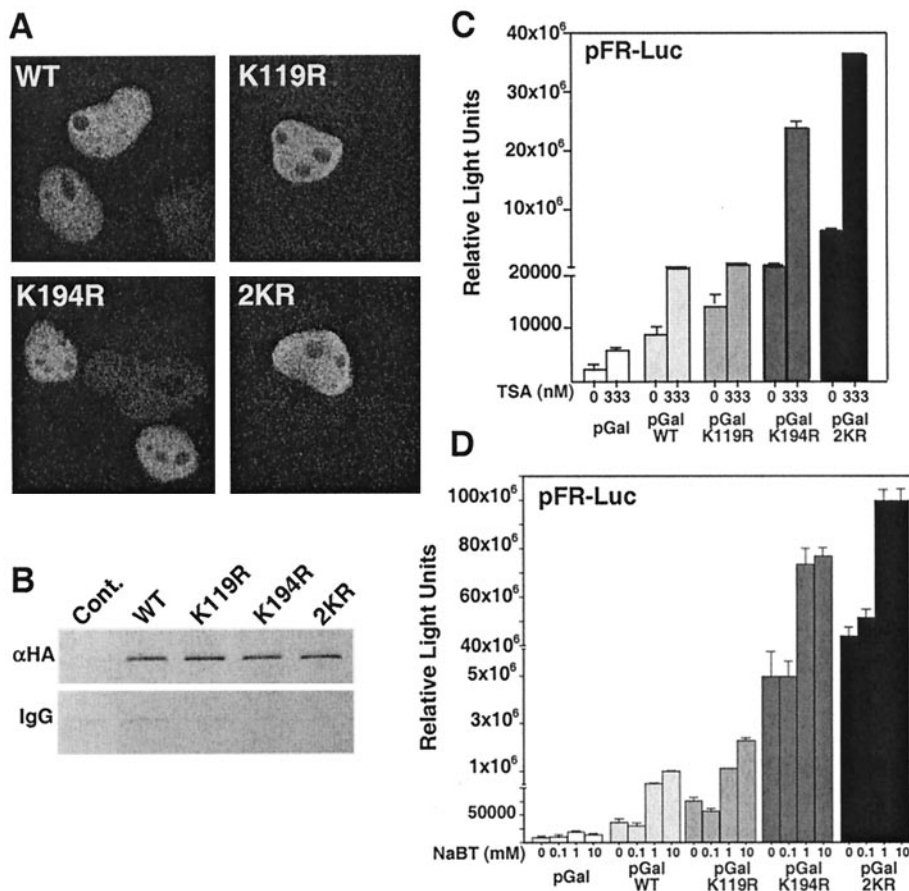 A
WT
K119R
K194R
2KR
B
Cont.
WT
K119R
K194R
2KR
αHA
IgG
C
pFR-Luc
Relative Light Units
40x10⁶
30x10⁶
20x10⁶
10x10⁶
20000
10000
TSA (nM)
0 333 0 333 0 333 0 333 0 333
pGal
pGal WT
pGal K119R
pGal K194R
pGal 2KR
D
pFR-Luc
Relative Light Units
100x10⁶
80x10⁶
60x10⁶
40x10⁶
5x10⁶
3x10⁶
1x10⁶
50000
NaBT (mM)
0 0.1 1 10 0 0.1 1 10 0 0.1 1 10 0 0.1 1 10 0 0.1 1 10
pGal
pGal WT
pGal K119R
pGal K194R
pGal 2KR